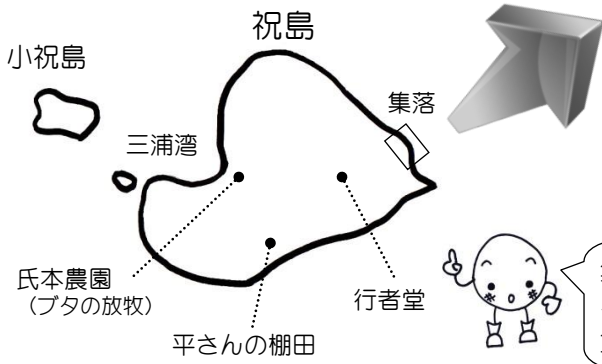 祝島
小祝島
集落
三浦湾
氏本農園
（ブタの放牧）
行者堂
平さんの棚田